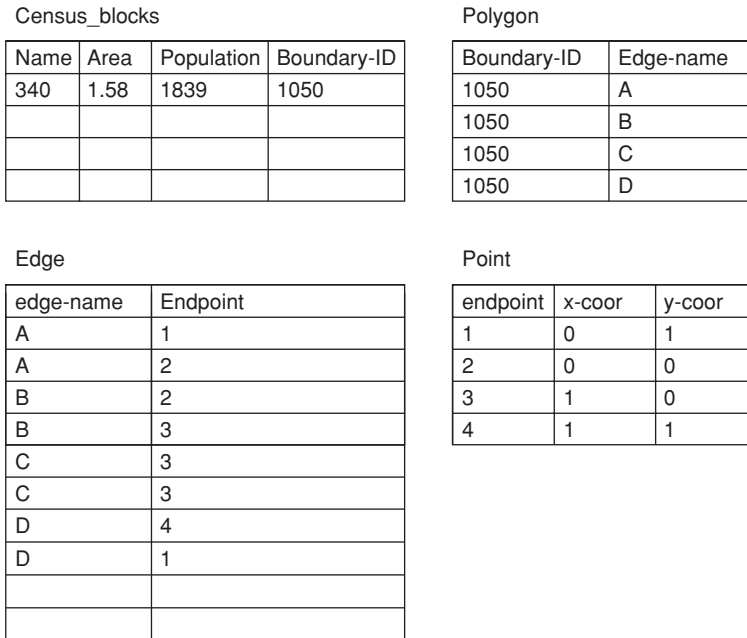 Census_blocks
Name Area Population Boundary-ID
340 1.58 1839 1050
Polygon
Boundary-ID Edge-name
1050 A
1050 B
1050 C
1050 D
Edge
edge-name Endpoint
A 1
A 2
B 2
B 3
C 3
C 3
D 4
D 1
Point
endpoint x-coor y-coor
1 0 1
2 0 0
3 1 0
4 1 1